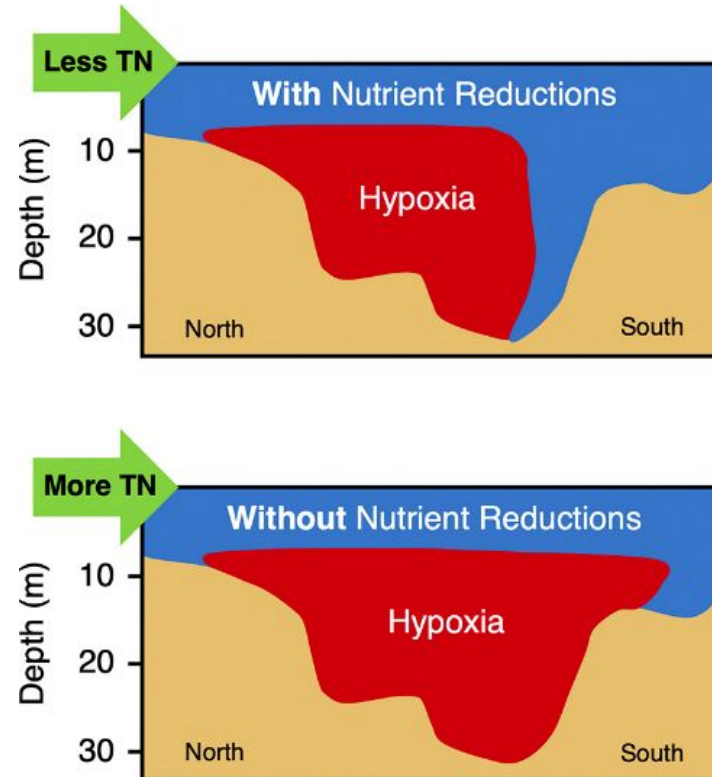 Less TN
With Nutrient Reductions
Depth (m)
10
20
30
Hypoxia
North
South
More TN
Without Nutrient Reductions
Depth (m)
10
20
30
Hypoxia
North
South